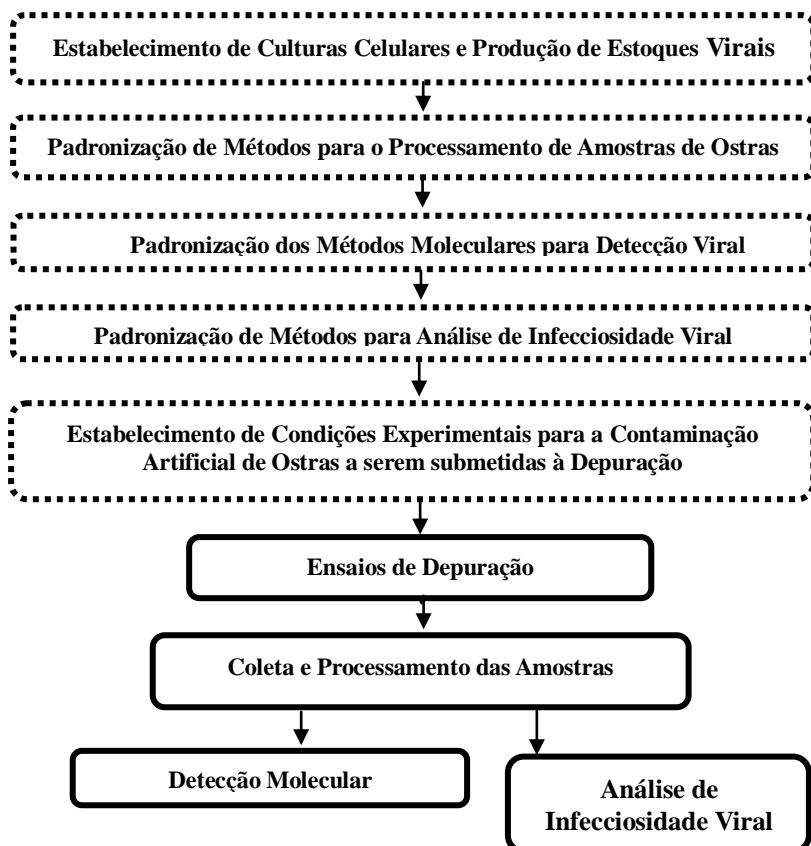 Estabelecimento de Culturas Celulares e Produção de Estoques Virais
Padronização de Métodos para o Processamento de Amostras de Ostras
Padronização dos Métodos Moleculares para Detecção Viral
Padronização de Métodos para Análise de Infecciosidade Viral
Estabelecimento de Condições Experimentais para a Contaminação
Artificial de Ostras a serem submetidas à Depuração
Ensaios de Depuração
Coleta e Processamento das Amostras
Detecção Molecular
Análise de
Infecciosidade Viral